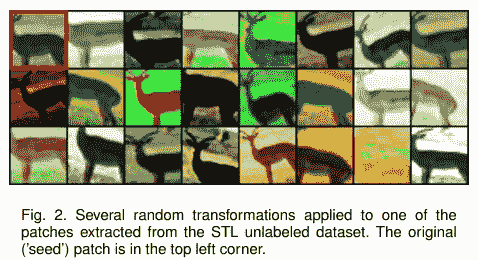 Fig. 2. Several random transformations applied to one of the
patches extracted from the STL unlabeled dataset. The original
('seed') patch is in the top left corner.